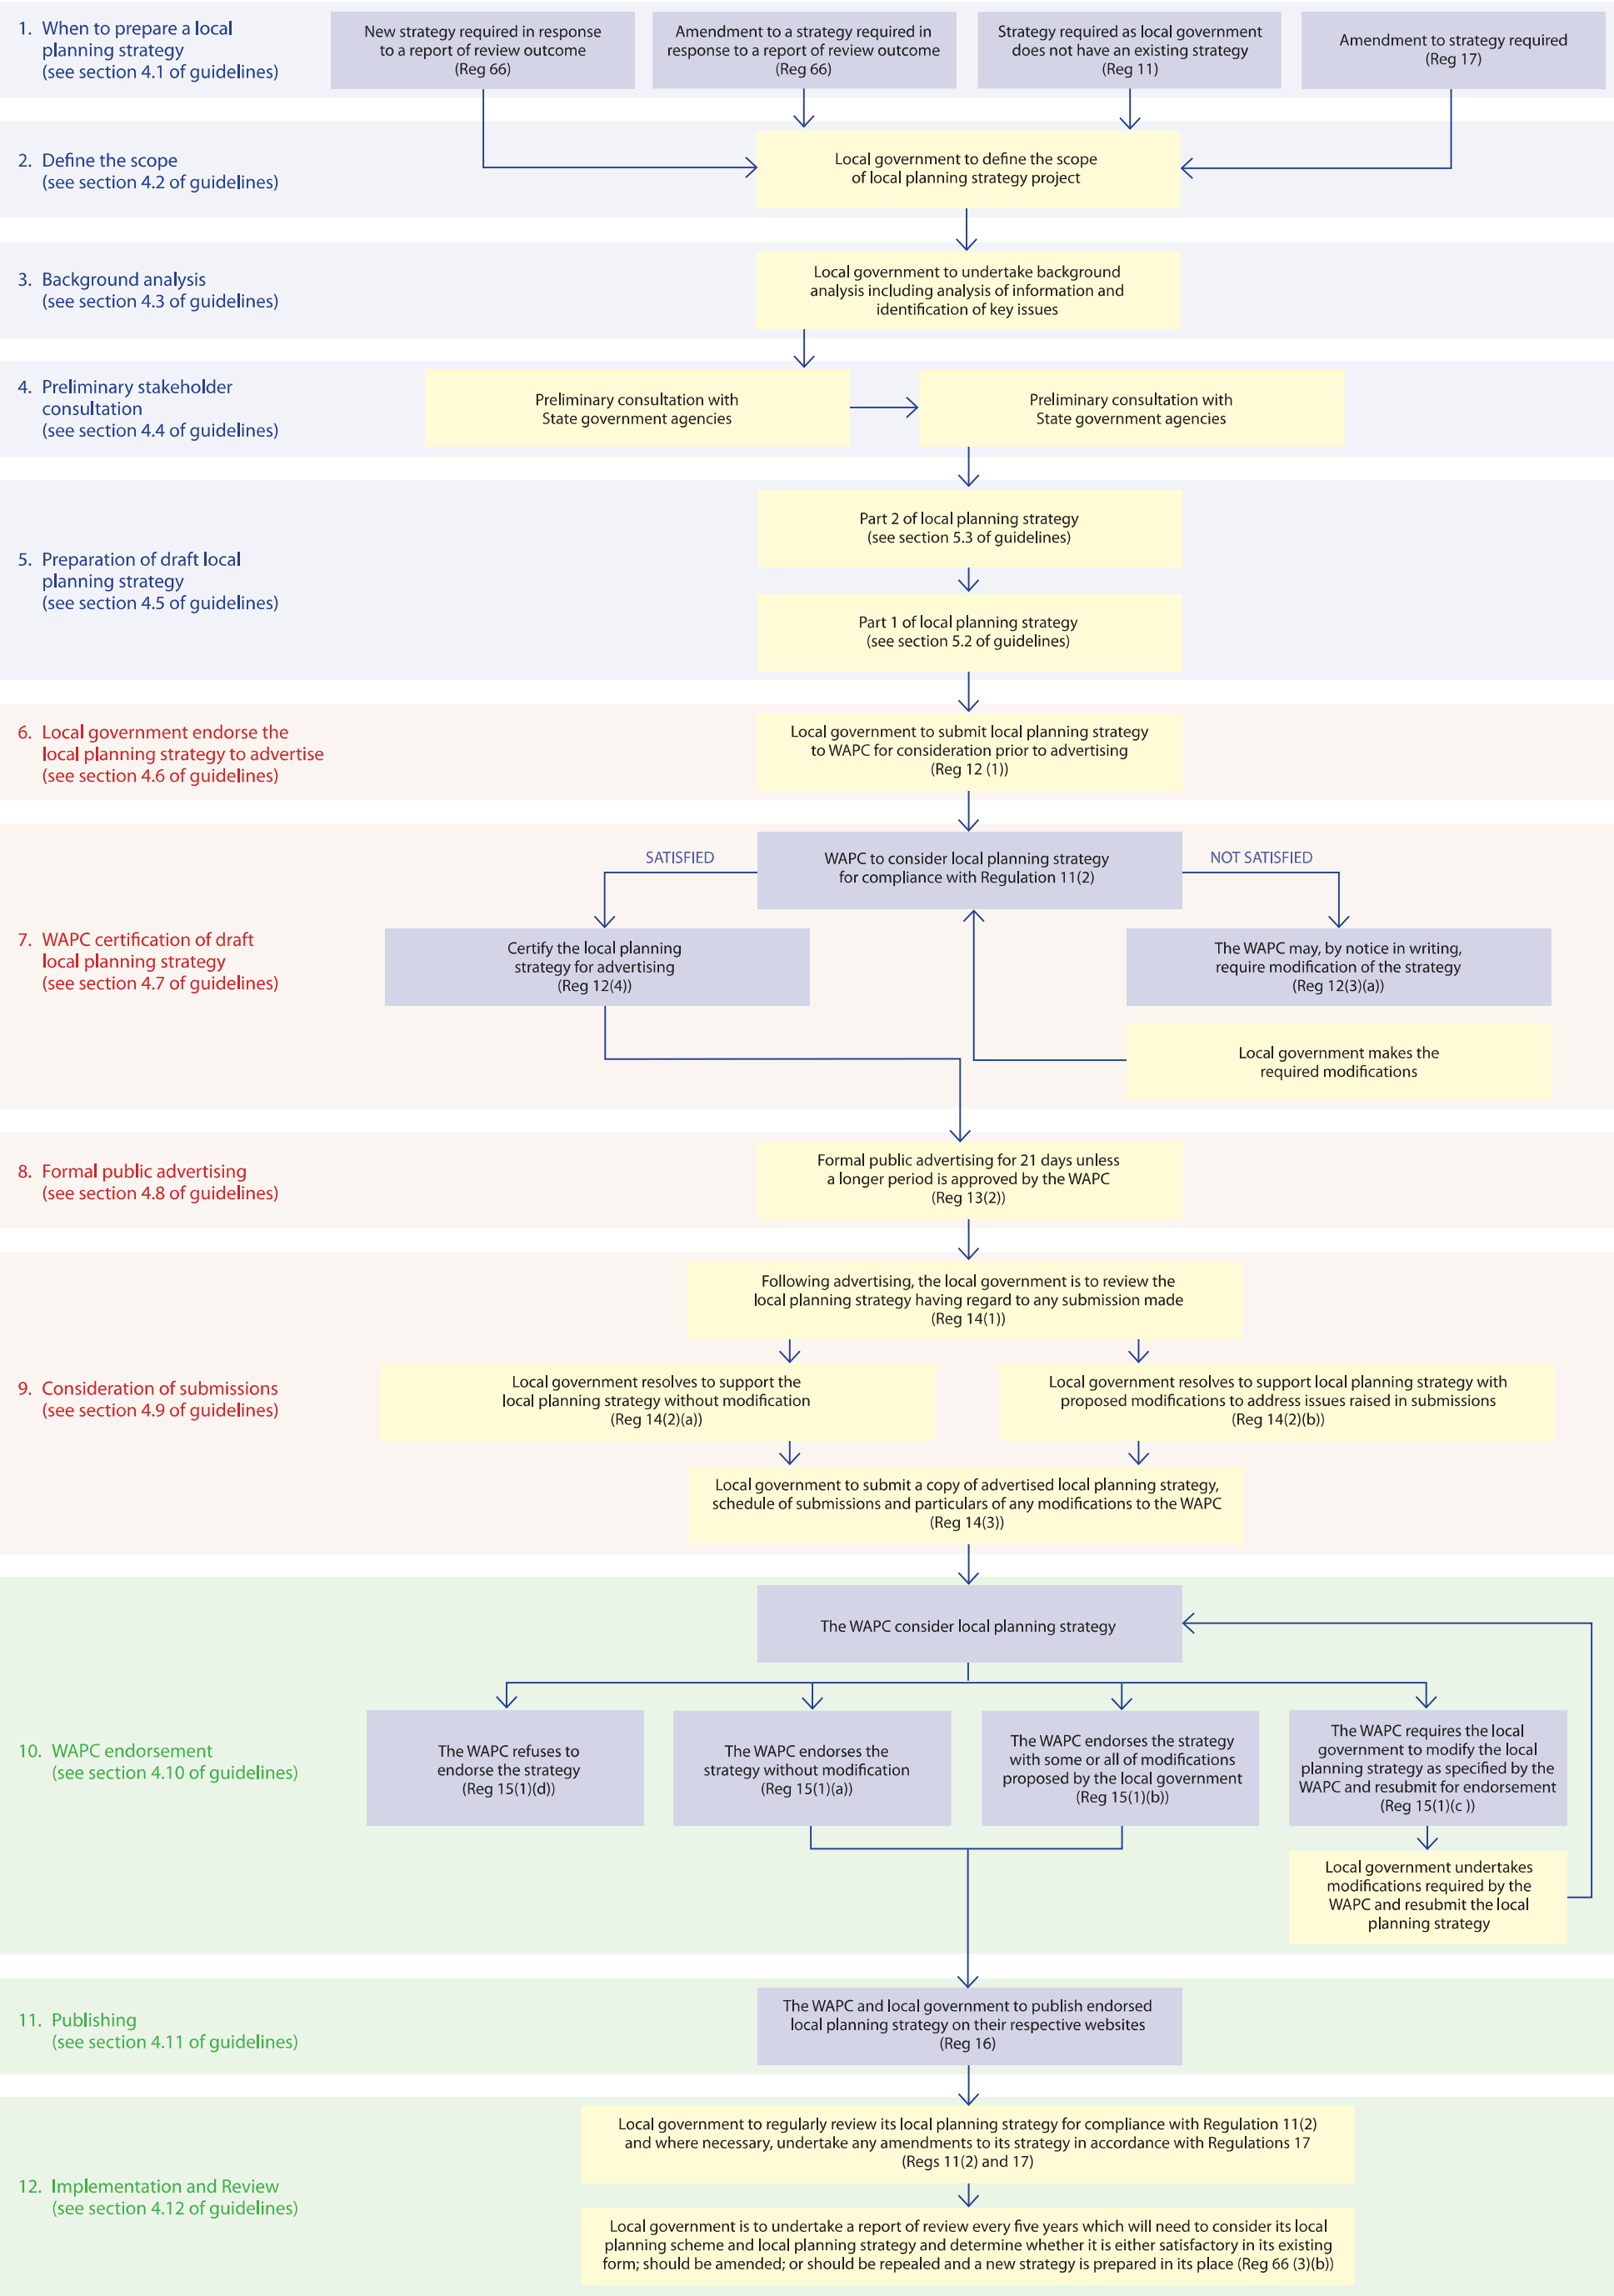 1. When to prepare a local
planning strategy
(see section 4.1 of guidelines)
New strategy required in response
to a report of review outcome
(Reg 66)
Amendment to a strategy required in
response to a report of review outcome
(Reg 66)
Strategy required as local government
does not have an existing strategy
(Reg 11)
Amendment to strategy required
(Reg 17)
2. Define the scope
(see section 4.2 of guidelines)
Local government to define the scope
of local planning strategy project
3. Background analysis
(see section 4.3 of guidelines)
Local government to undertake background
analysis including analysis of information and
identification of key issues
4. Preliminary stakeholder
consultation
(see section 4.4 of guidelines)
Preliminary consultation with
State government agencies
Preliminary consultation with
State government agencies
5. Preparation of draft local
planning strategy
(see section 4.5 of guidelines)
Part 2 of local planning strategy
(see section 5.3 of guidelines)
Part 1 of local planning strategy
(see section 5.2 of guidelines)
6. Local government endorse the
local planning strategy to advertise
(see section 4.6 of guidelines)
Local government to submit local planning strategy
to WAPC for consideration prior to advertising
(Reg 12 (1))
7. WAPC certification of draft
local planning strategy
(see section 4.7 of guidelines)
SATISFIED
WAPC to consider local planning strategy
for compliance with Regulation 11(2)
NOT SATISFIED
Certify the local planning
strategy for advertising
(Reg 12(4))
The WAPC may, by notice in writing,
require modification of the strategy
(Reg 12(3)(a))
Local government makes the
required modifications
8. Formal public advertising
(see section 4.8 of guidelines)
Formal public advertising for 21 days unless
a longer period is approved by the WAPC
(Reg 13(2))
9. Consideration of submissions
(see section 4.9 of guidelines)
Following advertising, the local government is to review the
local planning strategy having regard to any submission made
(Reg 14(1))
Local government resolves to support the
local planning strategy without modification
(Reg 14(2)(a))
Local government resolves to support local planning strategy with
proposed modifications to address issues raised in submissions
(Reg 14(2)(b))
Local government to submit a copy of advertised local planning strategy,
schedule of submissions and particulars of any modifications to the WAPC
(Reg 14(3))
10. WAPC endorsement
(see section 4.10 of guidelines)
The WAPC consider local planning strategy
The WAPC refuses to
endorse the strategy
(Reg 15(1)(d))
The WAPC endorses the
strategy without modification
(Reg 15(1)(a))
The WAPC endorses the strategy
with some or all of modifications
proposed by the local government
(Reg 15(1)(b))
The WAPC requires the local
government to modify the local
planning strategy as specified by the
WAPC and resubmit for endorsement
(Reg 15(1)(c ))
Local government undertakes
modifications required by the
WAPC and resubmit the local
planning strategy
11. Publishing
(see section 4.11 of guidelines)
The WAPC and local government to publish endorsed
local planning strategy on their respective websites
(Reg 16)
12. Implementation and Review
(see section 4.12 of guidelines)
Local government to regularly review its local planning strategy for compliance with Regulation 11(2)
and where necessary, undertake any amendments to its strategy in accordance with Regulations 17
(Regs 11(2) and 17)
Local government is to undertake a report of review every five years which will need to consider its local
planning scheme and local planning strategy and determine whether it is either satisfactory in its existing
form; should be amended; or should be repealed and a new strategy is prepared in its place (Reg 66 (3)(b))